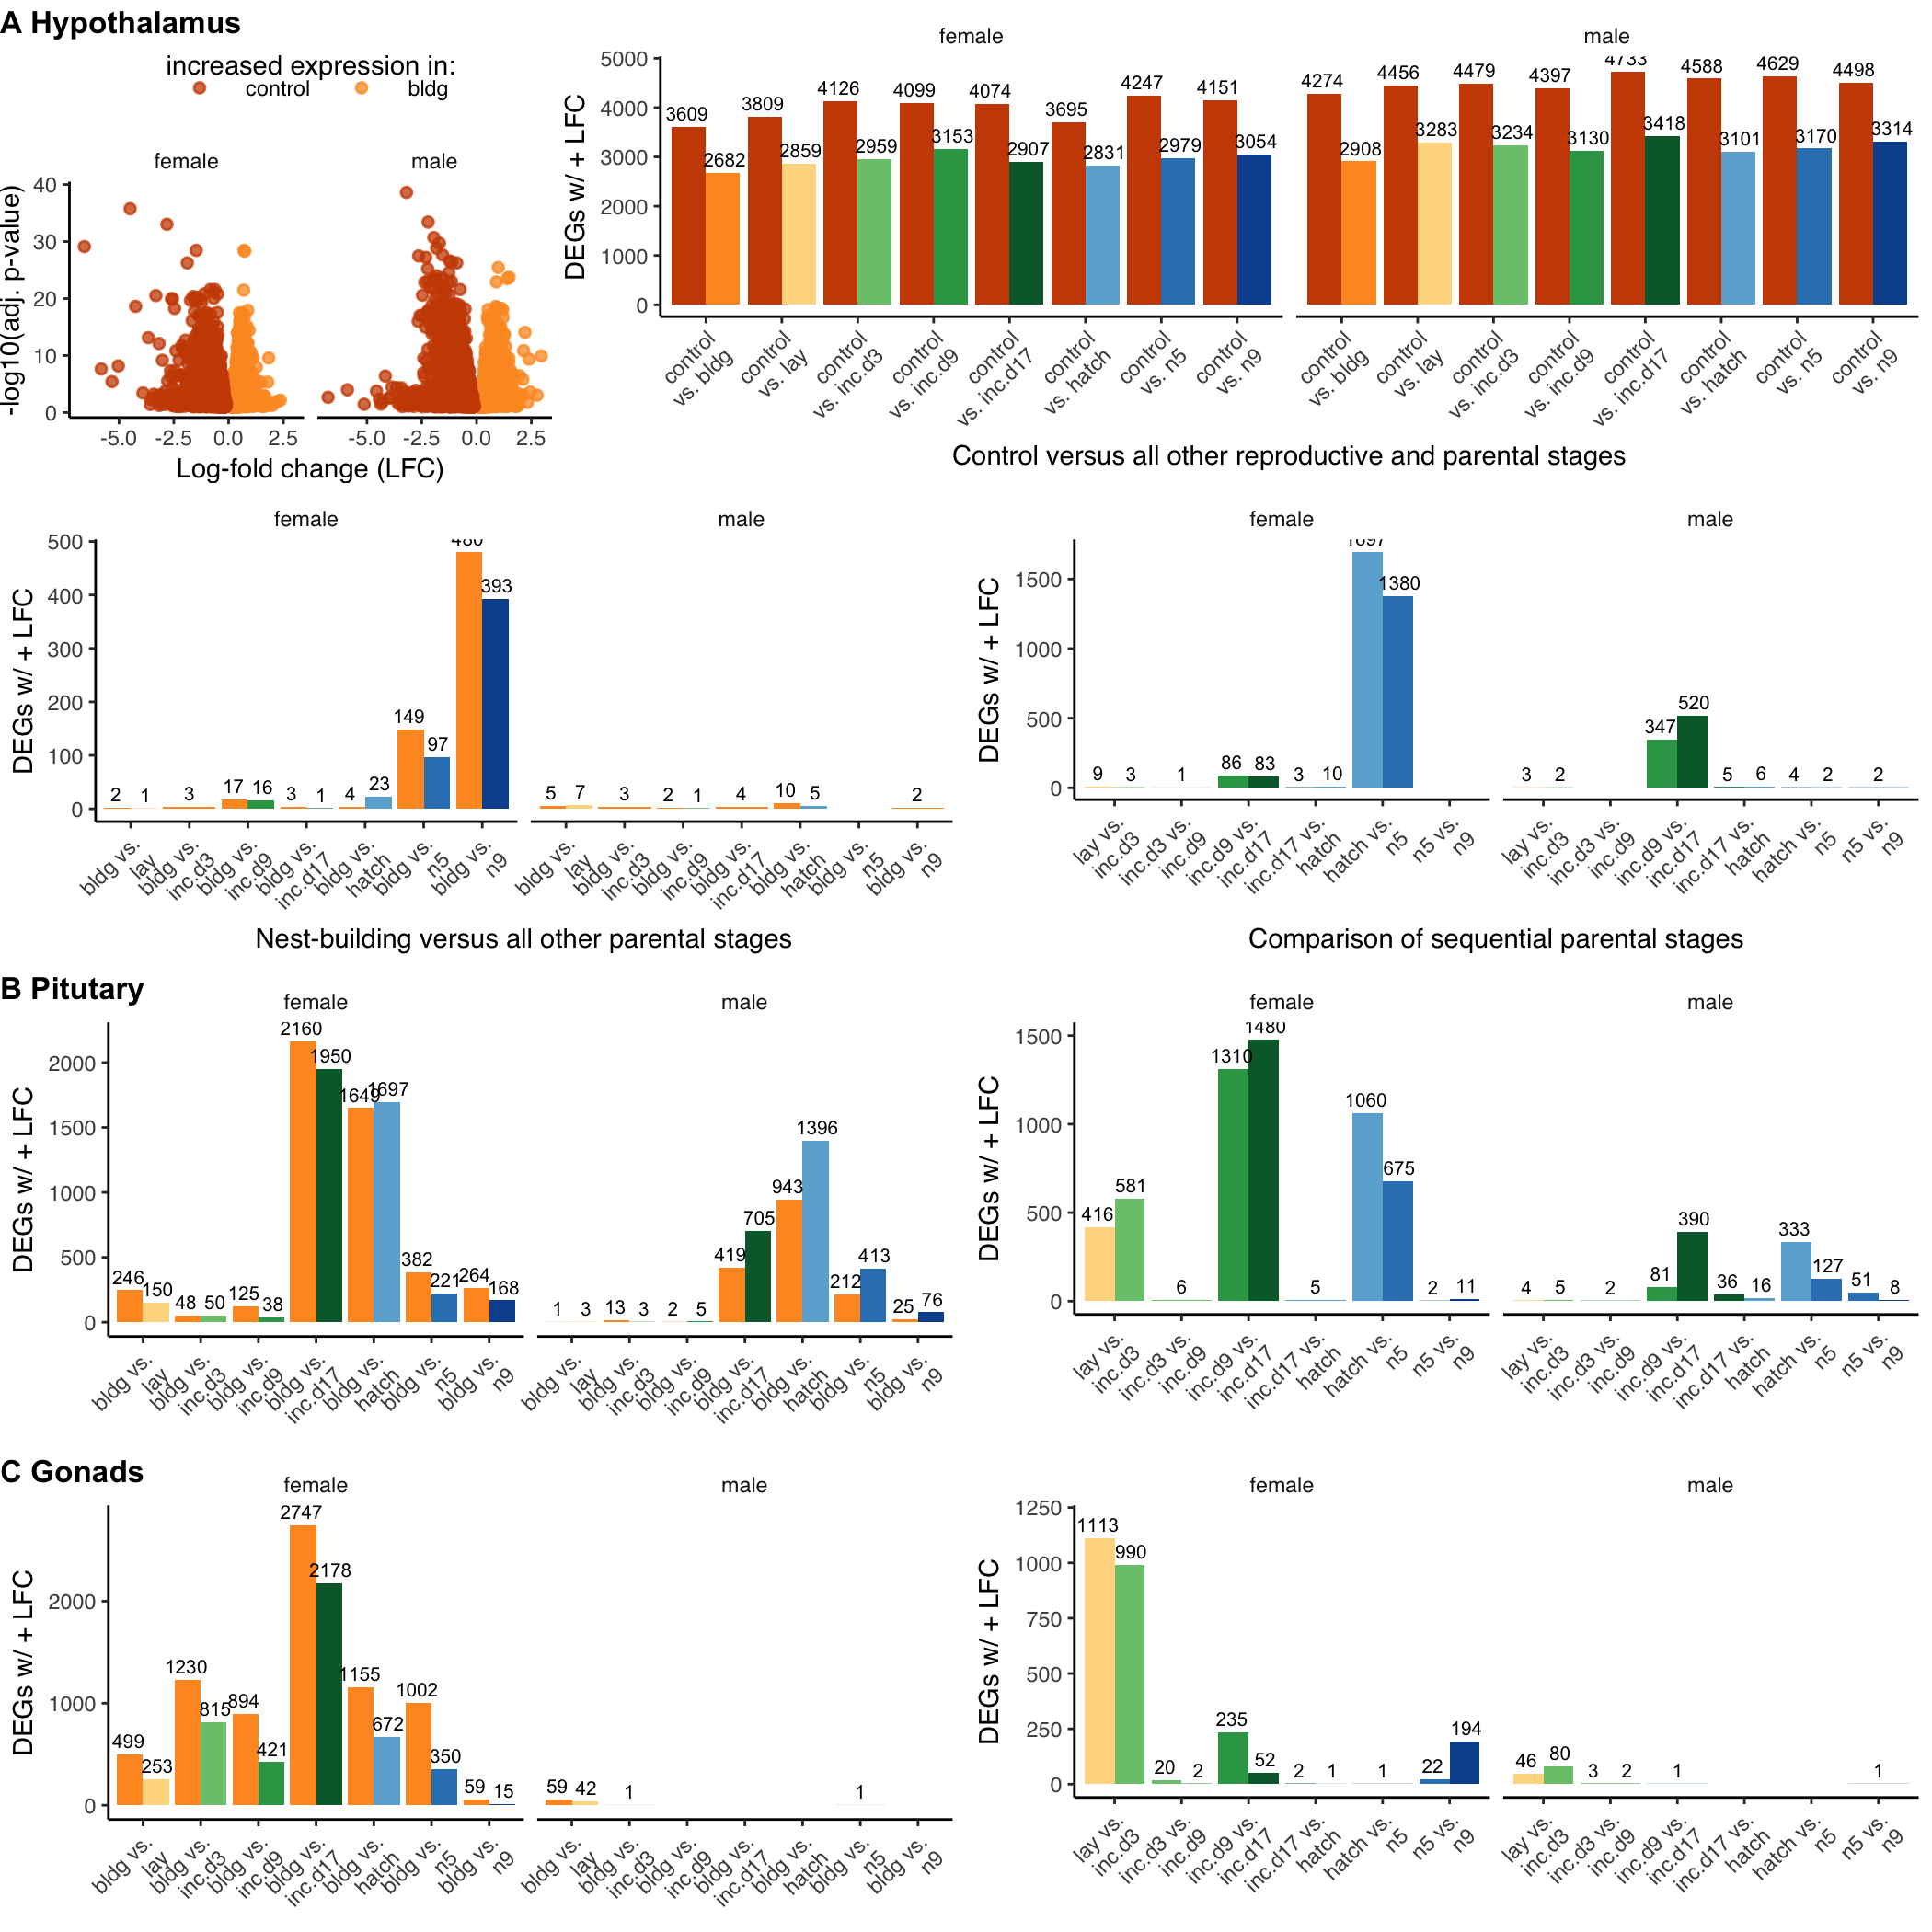 A Hypothalamus
increased expression in:
control bldg
female male
-log10(adj. p-value)
40
30
20
10
0
-5.0 -2.5 0.0 2.5 -5.0 -2.5 0.0 2.5
Log-fold change (LFC)
female male
DEGs w/ + LFC
5000
4000
3000
2000
1000
0
3609 2682 3809 2859 4126 2959 4099 3153 4074 2907 3695 2831 4247 2979 4151 3054
4274 2908 4456 3283 4479 3234 4397 3130 4733 3418 4588 3101 4629 3170 4498 3314
control vs. bldg
control vs. lay
control vs. inc.d3
control vs. inc.d9
control vs. inc.d17
control vs. hatch
control vs. n5
control vs. n9
control vs. bldg
control vs. lay
control vs. inc.d3
control vs. inc.d9
control vs. inc.d17
control vs. hatch
control vs. n5
control vs. n9
Control versus all other reproductive and parental stages
female male
DEGs w/ + LFC
500
400
300
200
100
0
2 1 3 17 16 3 1 4 23 149 97 480 393
5 7 3 2 1 4 10 5 2
bldg vs. lay
bldg vs. inc.d3
bldg vs. inc.d9
bldg vs. inc.d17
bldg vs. hatch
bldg vs. n5
bldg vs. n9
bldg vs. lay
bldg vs. inc.d3
bldg vs. inc.d9
bldg vs. inc.d17
bldg vs. hatch
bldg vs. n5
bldg vs. n9
Nest-building versus all other parental stages
female male
DEGs w/ + LFC
1500
1000
500
0
9 3 1 86 83 3 10 1697 1380
3 2 347 520 5 6 4 2 2
lay vs. inc.d3
inc.d3 vs. inc.d9
inc.d9 vs. inc.d17
inc.d17 vs. hatch
hatch vs. n5
n5 vs. n9
lay vs. inc.d3
inc.d3 vs. inc.d9
inc.d9 vs. inc.d17
inc.d17 vs. hatch
hatch vs. n5
n5 vs. n9
Comparison of sequential parental stages
B Pitutary
female male
DEGs w/ + LFC
2000
1500
1000
500
0
246 150 48 50 125 38 2160 1950 1649 1697 382 221 264 168
1 3 13 3 2 5 419 705 943 1396 212 413 25 76
bldg vs. lay
bldg vs. inc.d3
bldg vs. inc.d9
bldg vs. inc.d17
bldg vs. hatch
bldg vs. n5
bldg vs. n9
bldg vs. lay
bldg vs. inc.d3
bldg vs. inc.d9
bldg vs. inc.d17
bldg vs. hatch
bldg vs. n5
bldg vs. n9
female male
DEGs w/ + LFC
1500
1000
500
0
416 581 6 1310 1480 5 1060 675 2 11
4 5 2 81 390 36 16 333 127 51 8
lay vs. inc.d3
inc.d3 vs. inc.d9
inc.d9 vs. inc.d17
inc.d17 vs. hatch
hatch vs. n5
n5 vs. n9
lay vs. inc.d3
inc.d3 vs. inc.d9
inc.d9 vs. inc.d17
inc.d17 vs. hatch
hatch vs. n5
n5 vs. n9
C Gonads
female male
DEGs w/ + LFC
2000
1000
0
499 253 1230 815 894 421 2747 2178 1155 672 1002 350 59 15
59 42 1 1
bldg vs. lay
bldg vs. inc.d3
bldg vs. inc.d9
bldg vs. inc.d17
bldg vs. hatch
bldg vs. n5
bldg vs. n9
bldg vs. lay
bldg vs. inc.d3
bldg vs. inc.d9
bldg vs. inc.d17
bldg vs. hatch
bldg vs. n5
bldg vs. n9
female male
DEGs w/ + LFC
1250
1000
750
500
250
0
1113 990 20 2 235 52 2 1 1 22 194
46 80 3 2 1 1
lay vs. inc.d3
inc.d3 vs. inc.d9
inc.d9 vs. inc.d17
inc.d17 vs. hatch
hatch vs. n5
n5 vs. n9
lay vs. inc.d3
inc.d3 vs. inc.d9
inc.d9 vs. inc.d17
inc.d17 vs. hatch
hatch vs. n5
n5 vs. n9